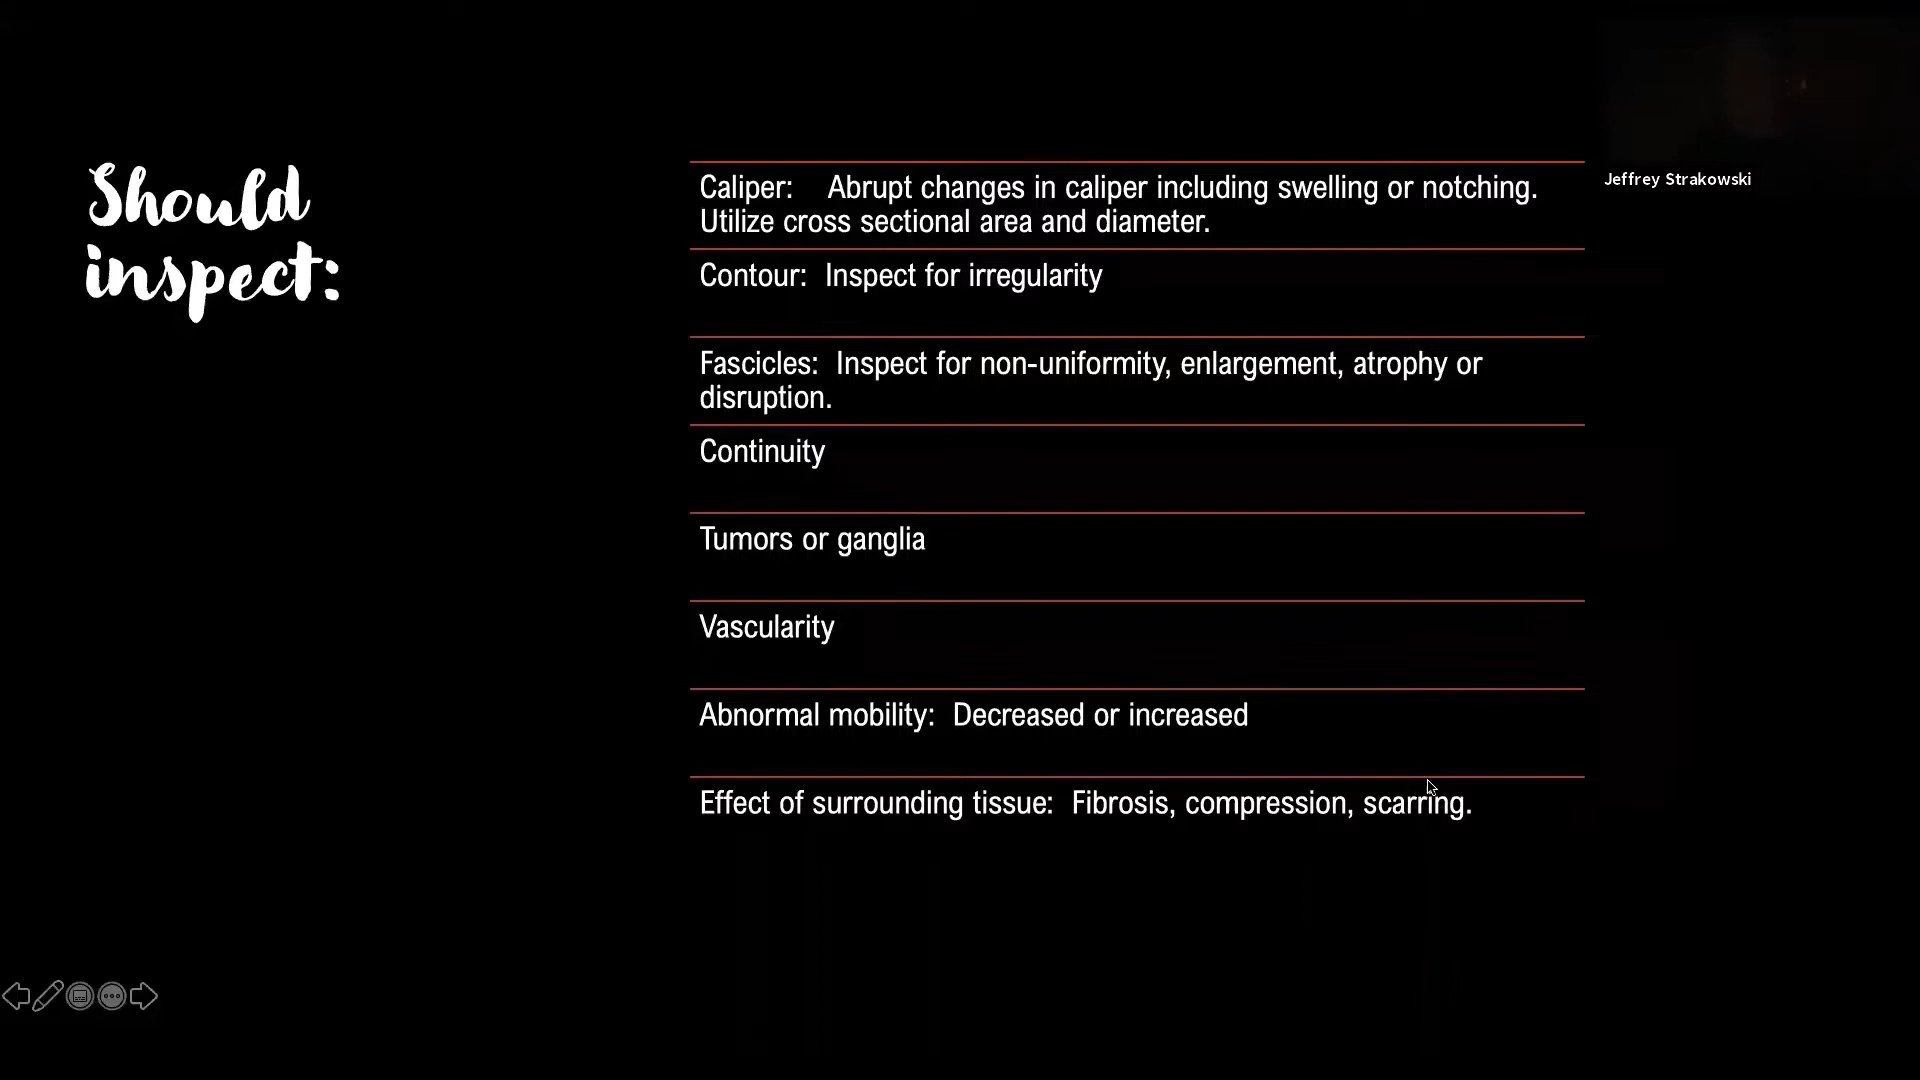 Should
inspect:
Caliper: Abrupt changes in caliper including swelling or notching.
Utilize cross sectional area and diameter.
Contour: Inspect for irregularity
Fascicles: Inspect for non-uniformity, enlargement, atrophy or
disruption.
Continuity
Tumors or ganglia
Vascularity
Abnormal mobility: Decreased or increased
Effect of surrounding tissue: Fibrosis, compression, scarring.
Jeffrey Strakowski